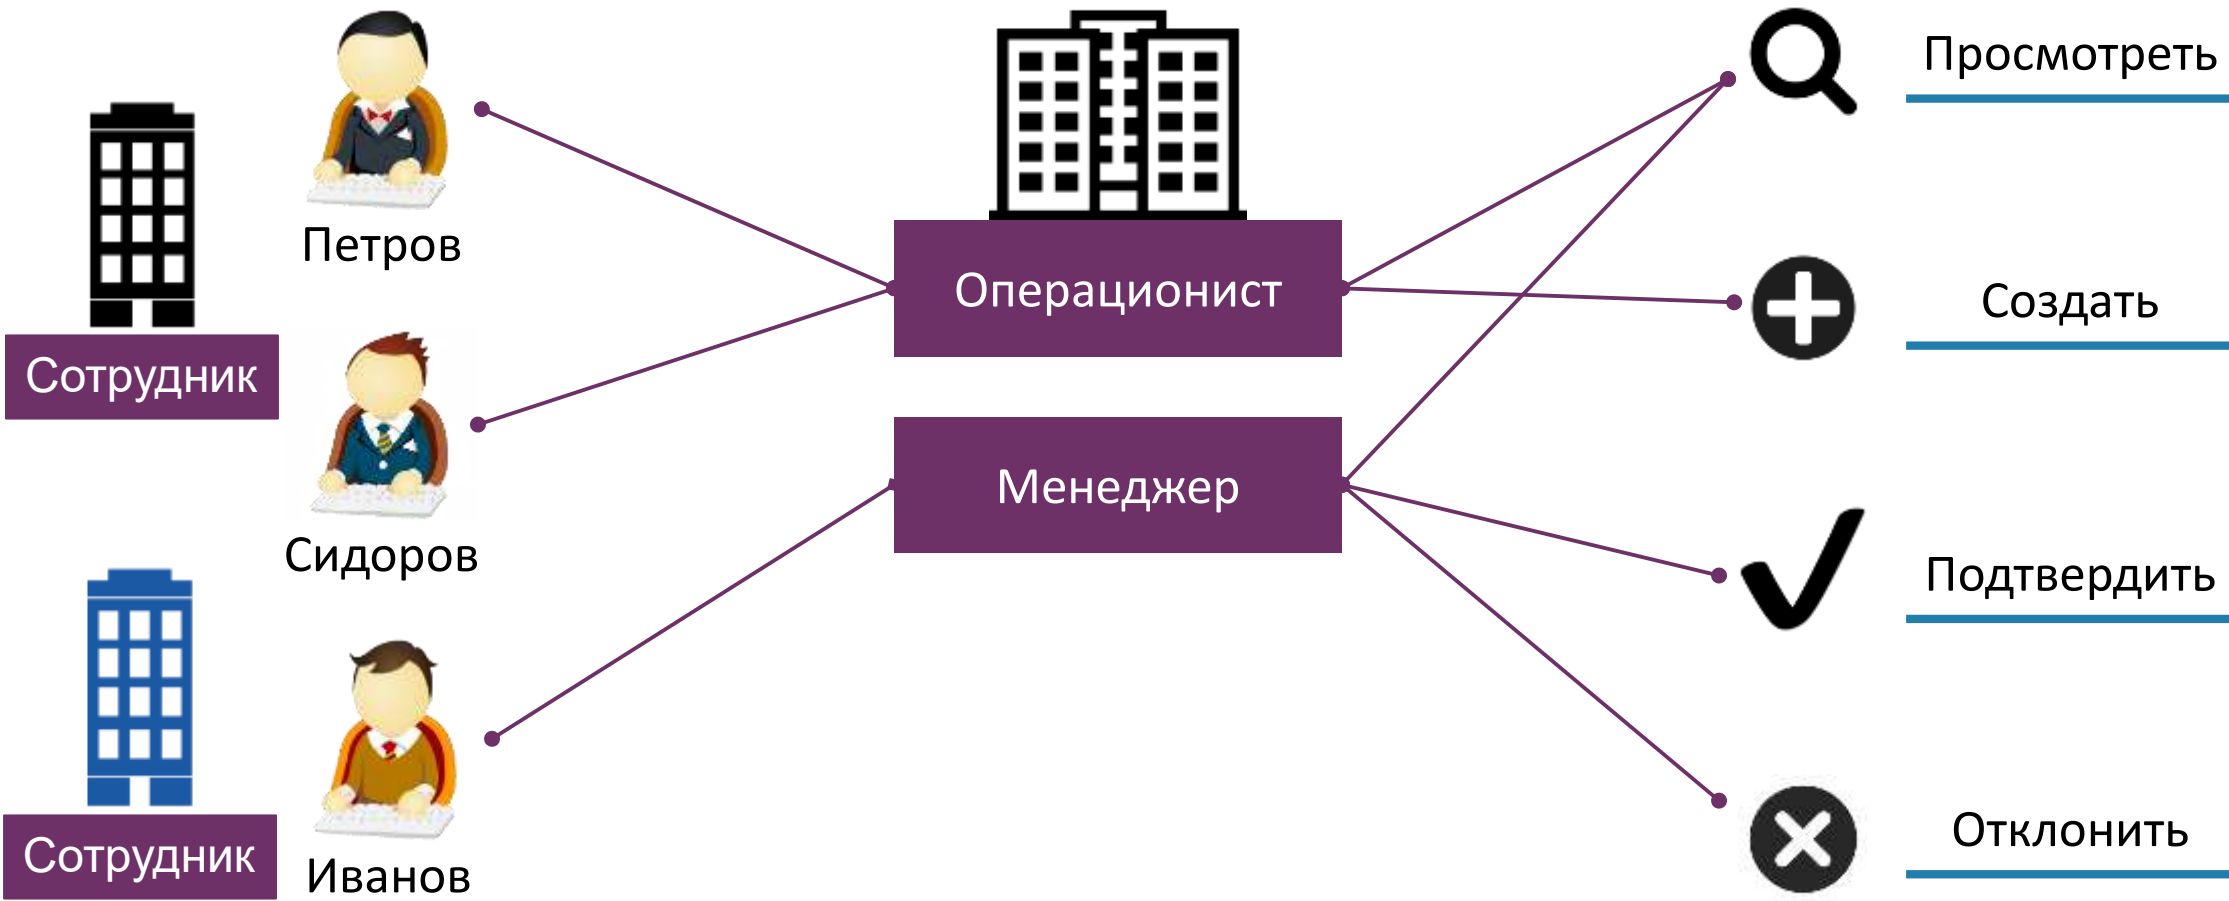 Петров
Сотрудник
Сидоров
Сотрудник
Иванов
Операционист
Менеджер
Просмотреть
Создать
Подтвердить
Отклонить